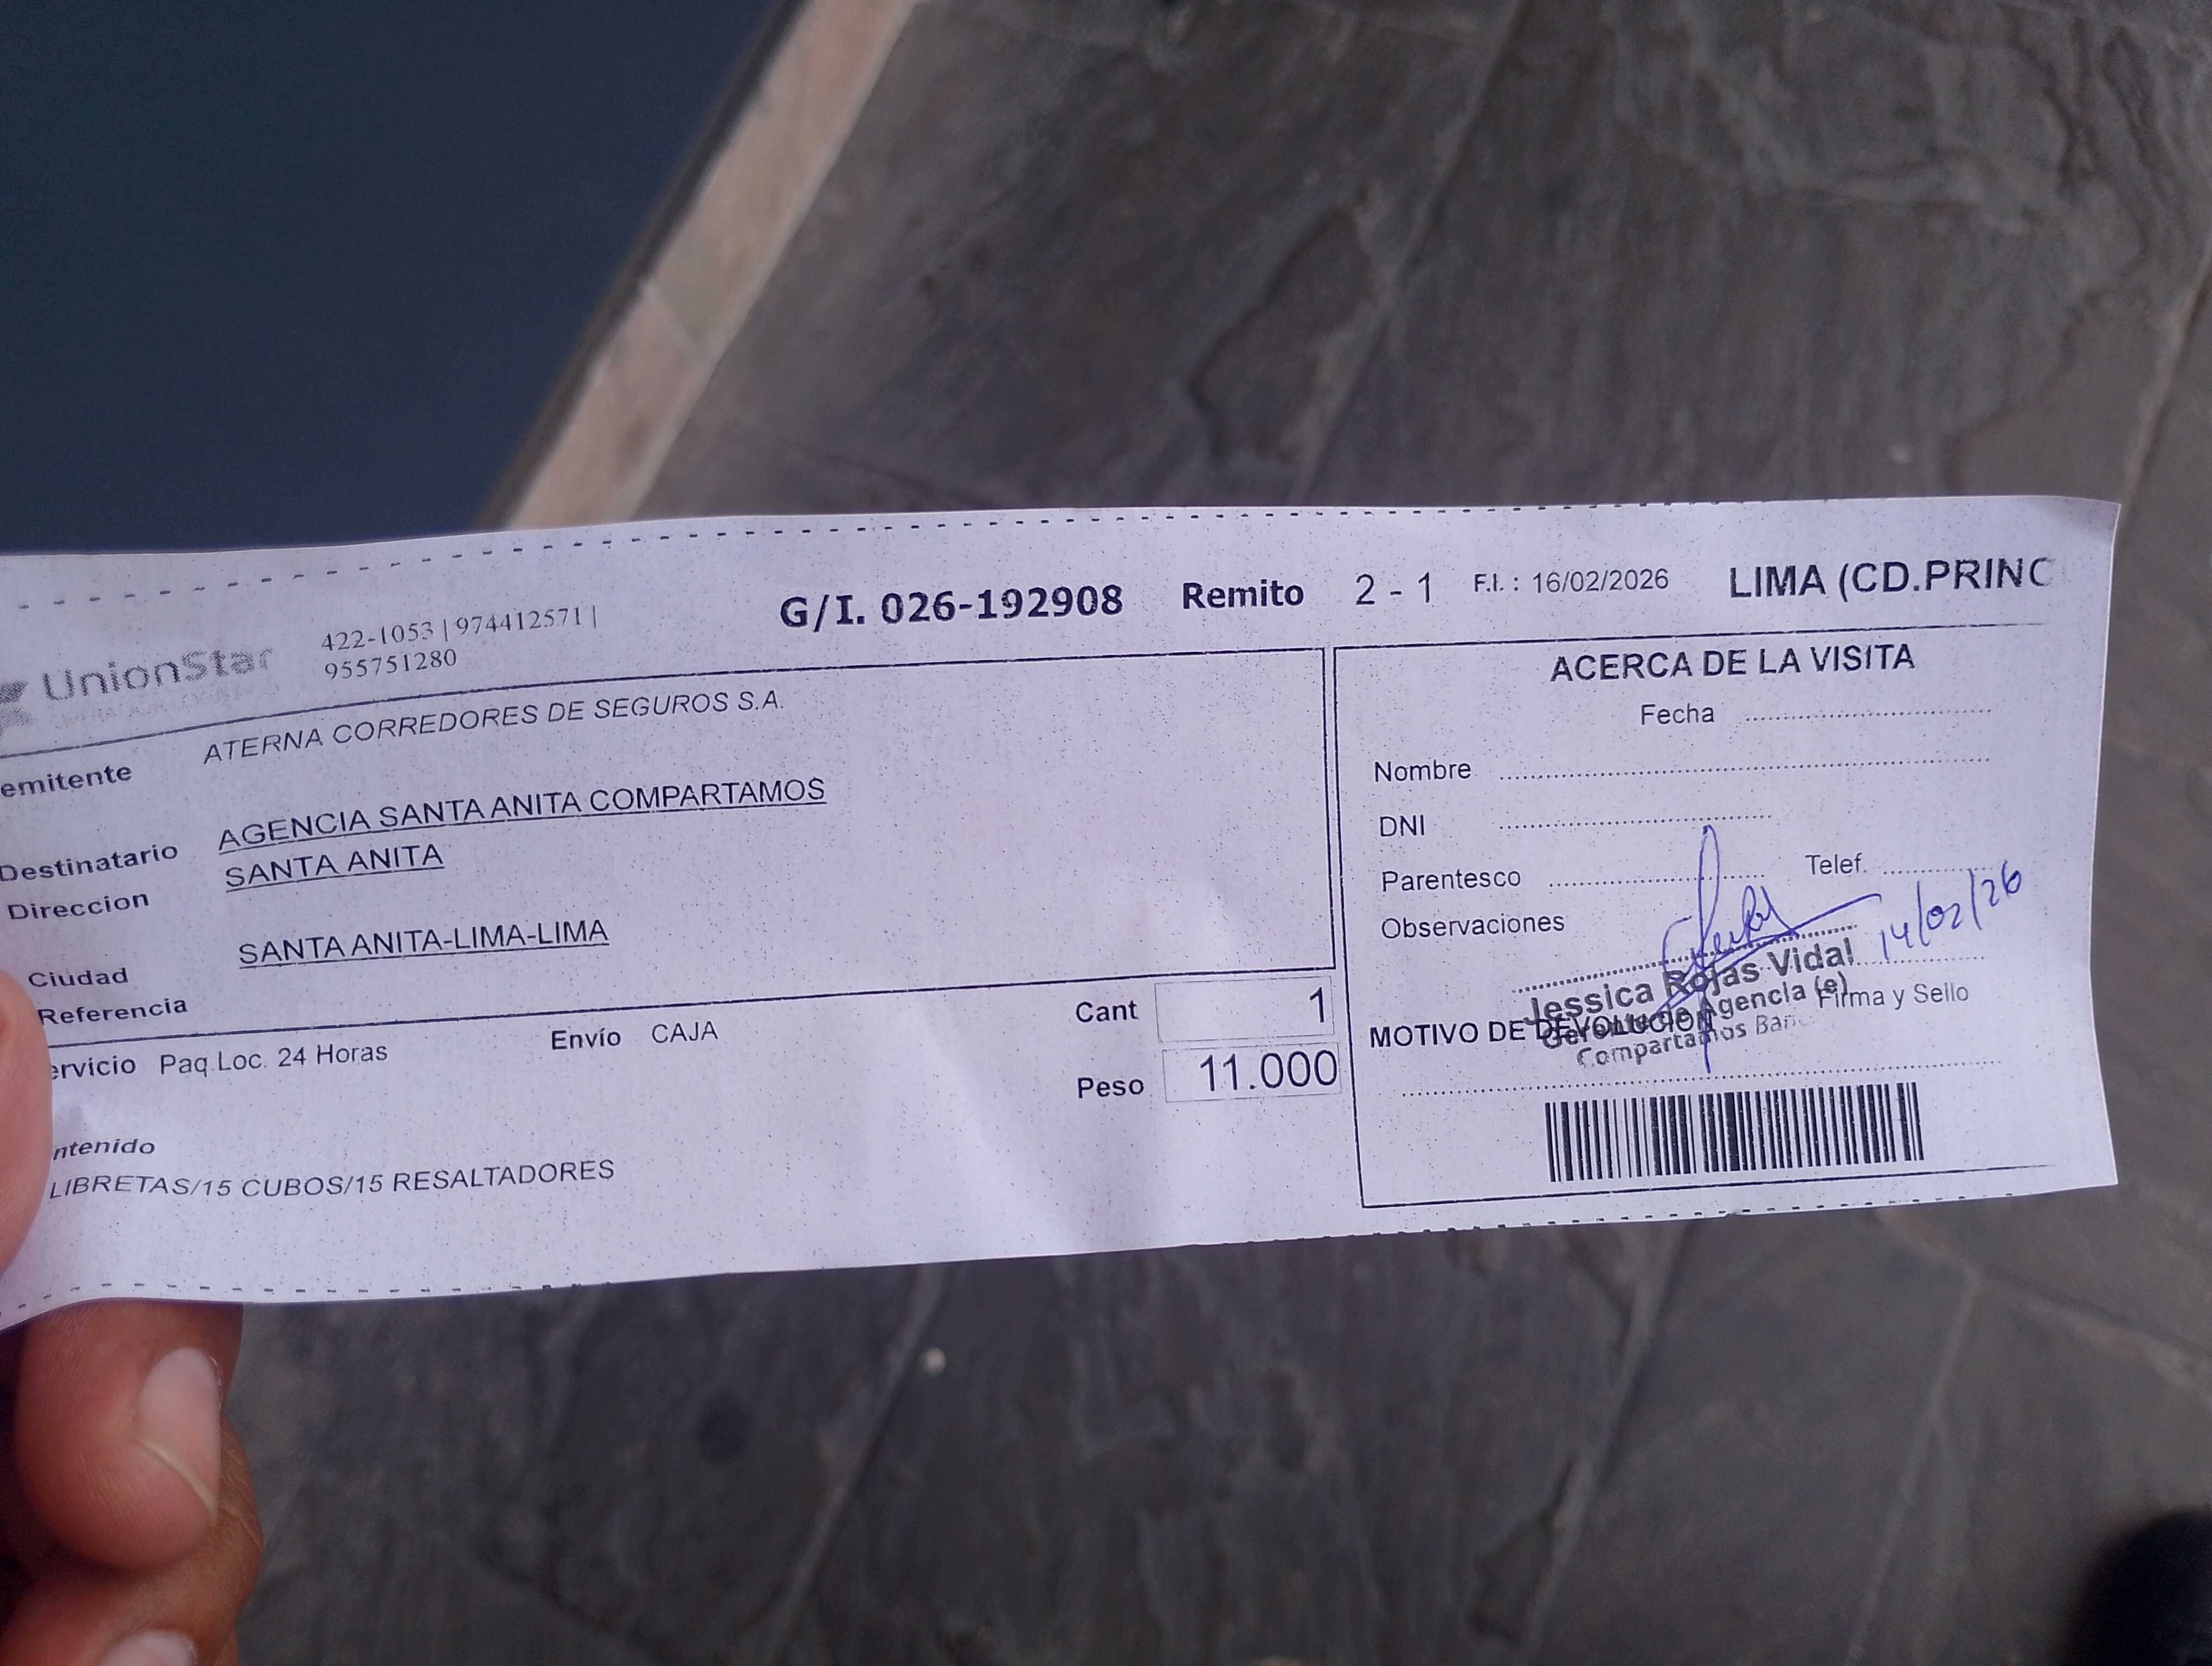 UnionStar
422-1053 | 974412571 |
955751280
G/I. 026-192908 Remito 2 - 1 F.I. : 16/02/2026 LIMA (CD.PRINC
emitente ATERNA CORREDORES DE SEGUROS S.A.
Destinatario AGENCIA SANTA ANITA COMPARTAMOS
Direccion SANTA ANITA
Ciudad SANTA ANITA-LIMA-LIMA
Referencia
ervicio Paq.Loc. 24 Horas Envío CAJA
Cant 1
Peso 11.000
ntenido
LIBRETAS/15 CUBOS/15 RESALTADORES
ACERCA DE LA VISITA
Fecha
Nombre
DNI
Parentesco Telef.
Observaciones
14/02/26
Jessica Rojas Vidal
Gerente de Agencia (e)
Compartamos Banc
Firma y Sello
MOTIVO DE DEVOLUCION